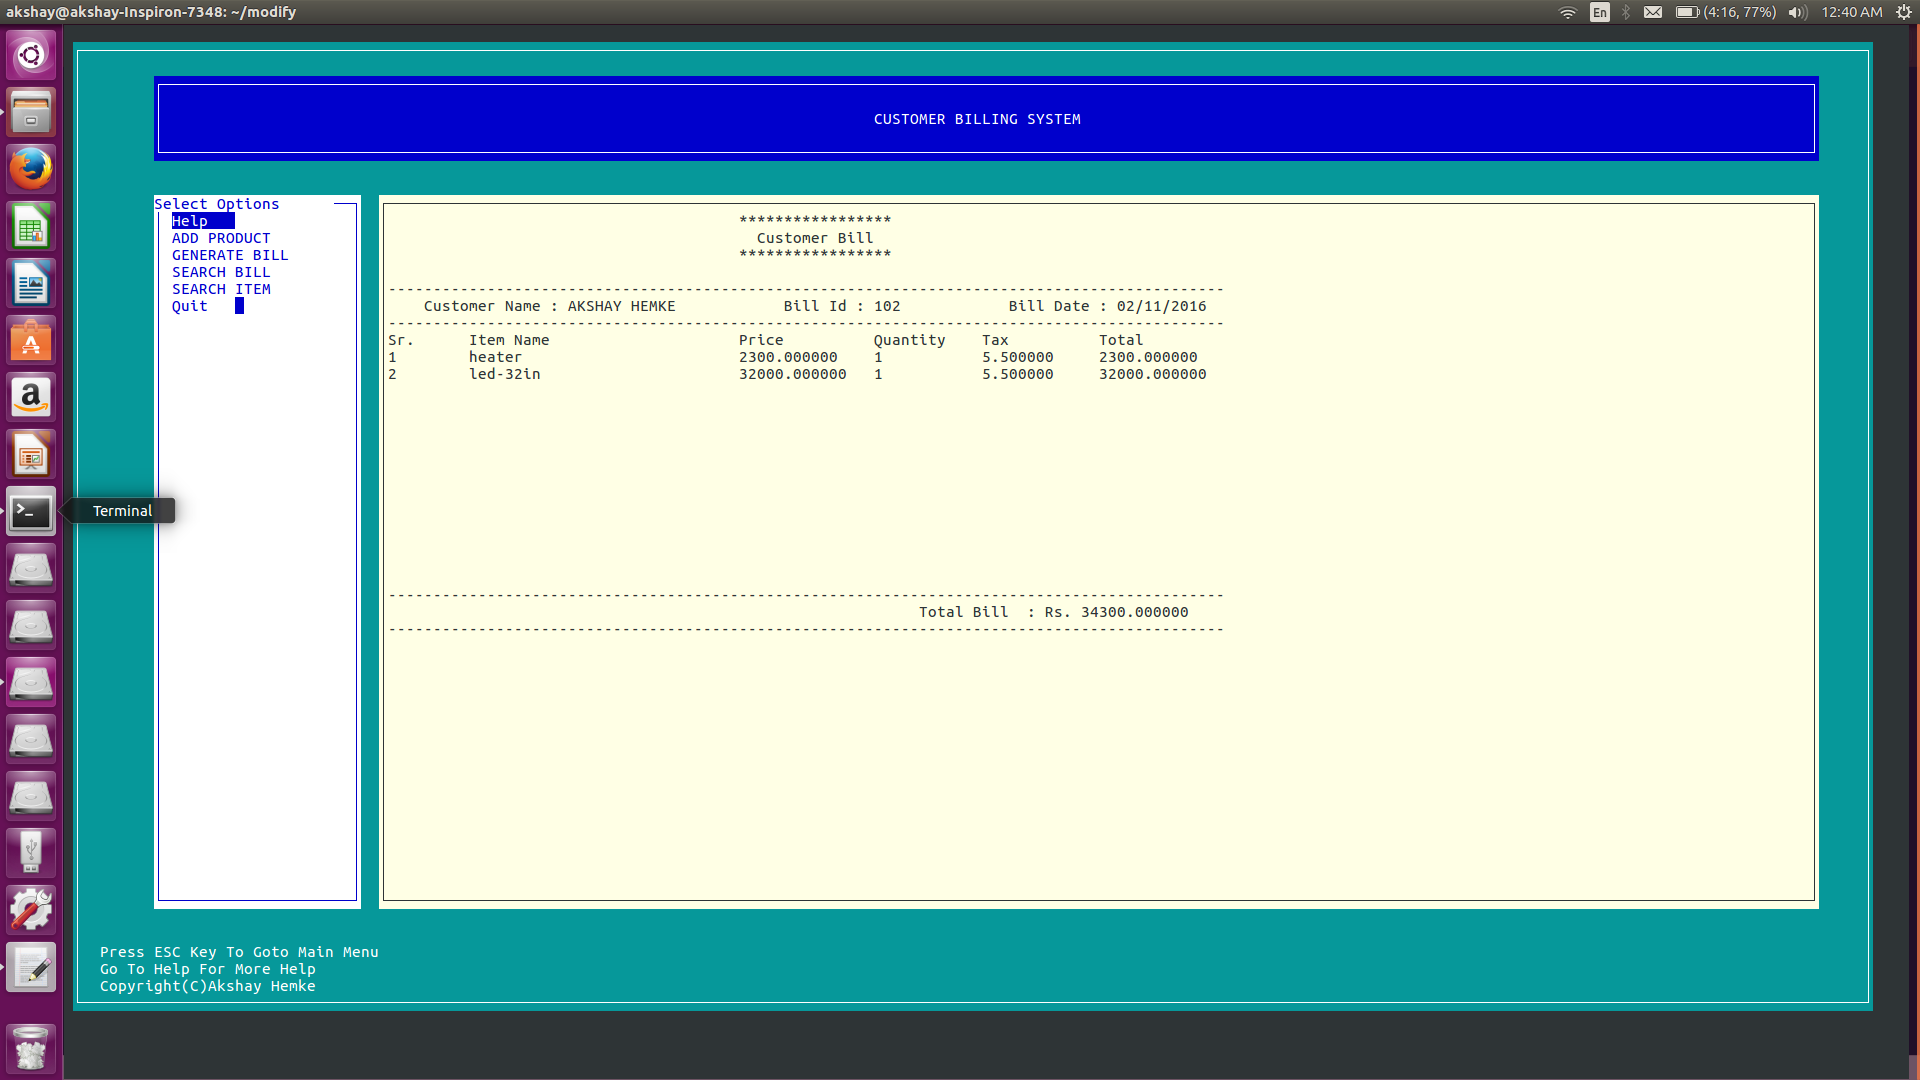 akshay@akshay-Inspiron-7348: ~/modify
En
(4:16, 77%)
12:40 AM
CUSTOMER BILLING SYSTEM
Select Options
Help
ADD PRODUCT
GENERATE BILL
SEARCH BILL
SEARCH ITEM
Quit
*****************
Customer Bill
*****************
---------------------------------------------------------------------------------------------
Customer Name : AKSHAY HEMKE Bill Id : 102 Bill Date : 02/11/2016
---------------------------------------------------------------------------------------------
Sr. Item Name Price Quantity Tax Total
1 heater 2300.000000 1 5.500000 2300.000000
2 led-32in 32000.000000 1 5.500000 32000.000000
---------------------------------------------------------------------------------------------
Total Bill : Rs. 34300.000000
---------------------------------------------------------------------------------------------
Terminal
Press ESC Key To Goto Main Menu
Go To Help For More Help
Copyright(C)Akshay Hemke